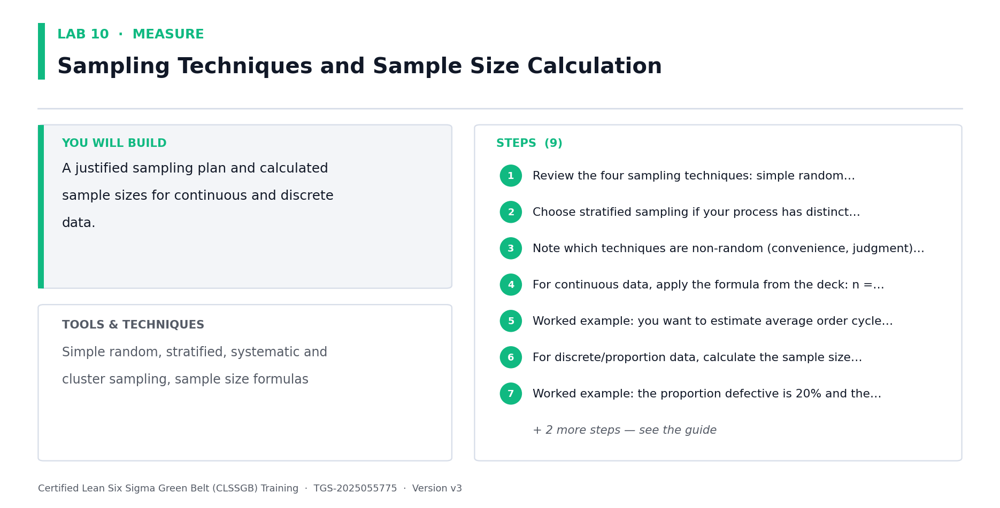 LAB 10 · MEASURE
Sampling Techniques and Sample Size Calculation
YOU WILL BUILD
A justified sampling plan and calculated
sample sizes for continuous and discrete
data.
TOOLS & TECHNIQUES
Simple random, stratified, systematic and
cluster sampling, sample size formulas
STEPS (9)
1 Review the four sampling techniques: simple random…
2 Choose stratified sampling if your process has distinct…
3 Note which techniques are non-random (convenience, judgment)…
4 For continuous data, apply the formula from the deck: n =…
5 Worked example: you want to estimate average order cycle…
6 For discrete/proportion data, calculate the sample size…
7 Worked example: the proportion defective is 20% and the…
+ 2 more steps — see the guide
Certified Lean Six Sigma Green Belt (CLSSGB) Training · TGS-2025055775 · Version v3